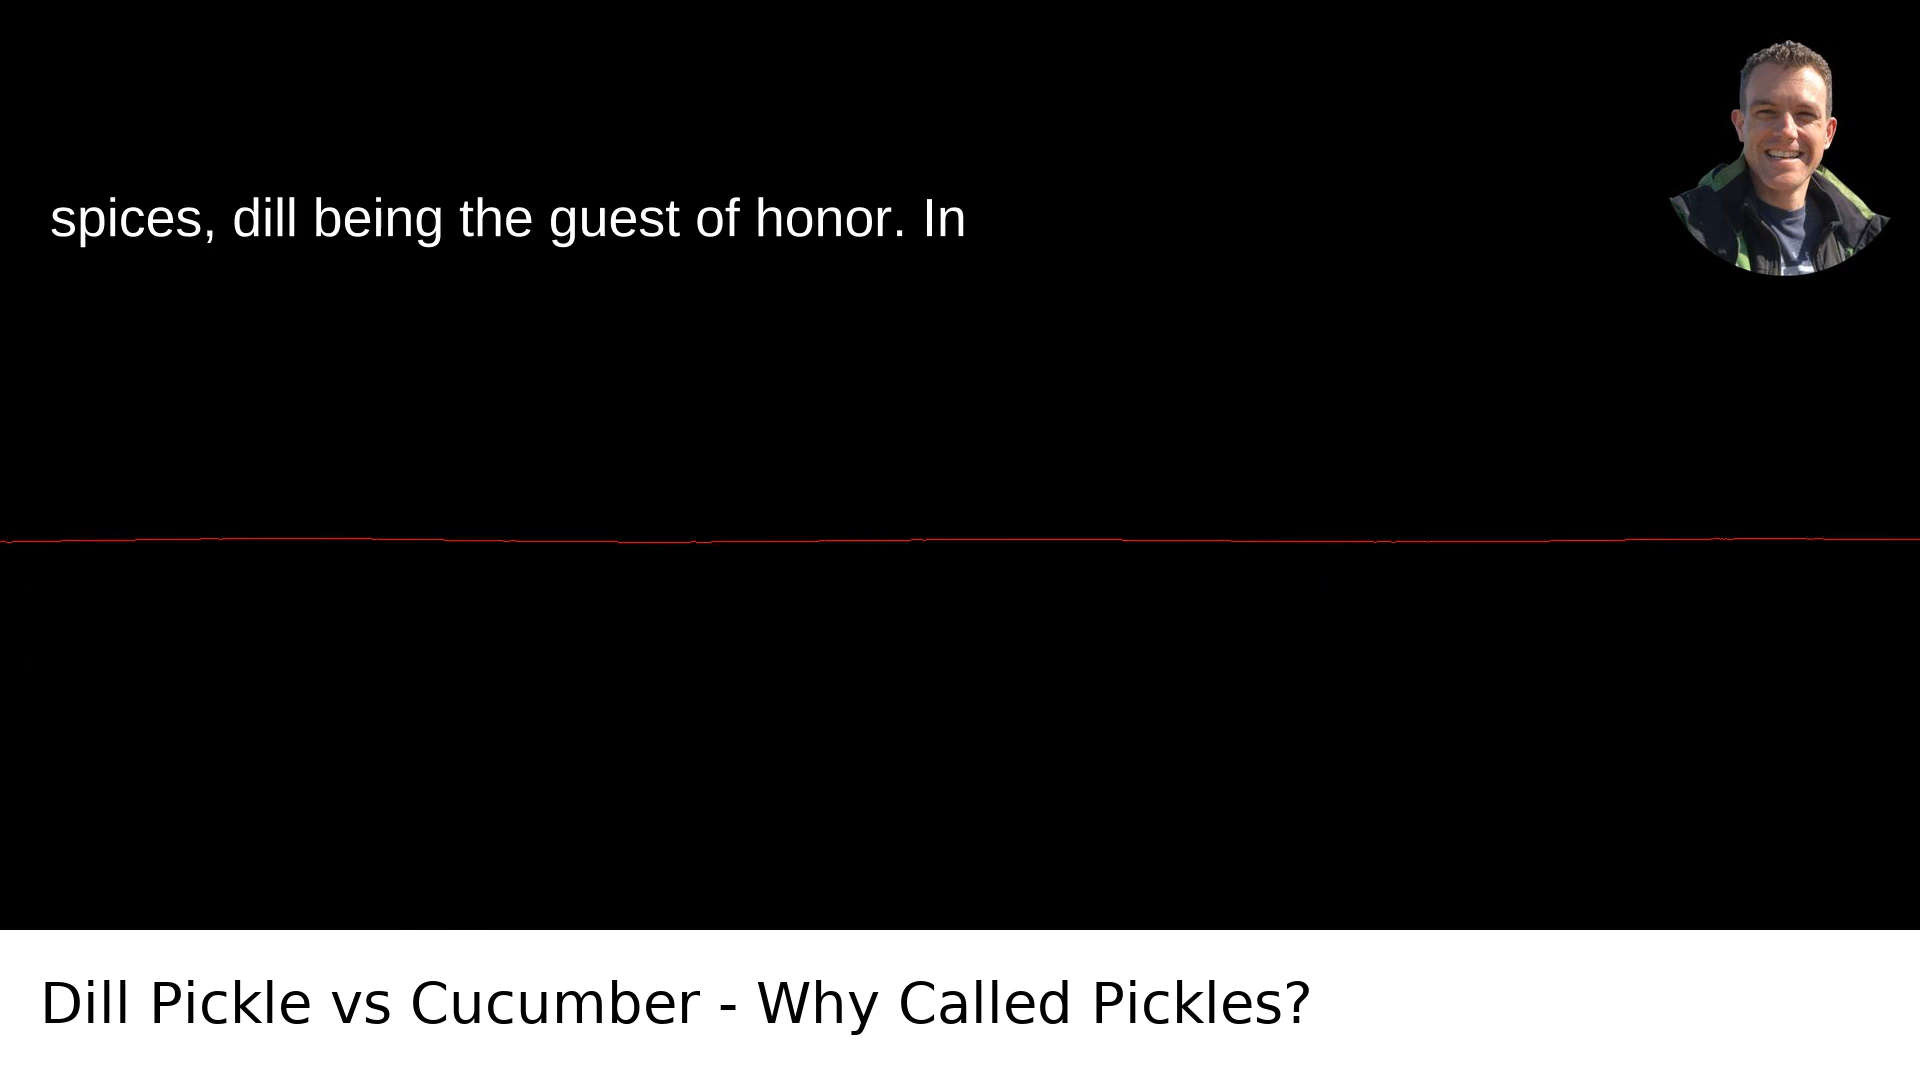 spices, dill being the guest of honor. In
Dill Pickle vs Cucumber - Why Called Pickles?